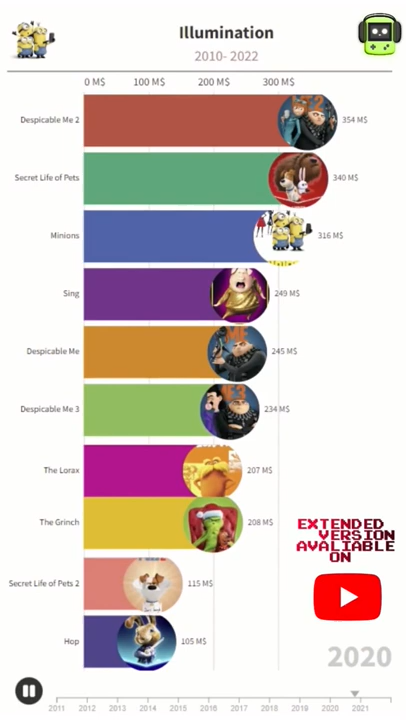 Illumination
2010- 2022
0 M$ 100 M$ 200 M$ 300 M$
Despicable Me 2 354 M$
Secret Life of Pets 340 M$
Minions 316 M$
Sing 249 M$
Despicable Me 245 M$
Despicable Me 3 234 M$
The Lorax 207 M$
The Grinch 208 M$
EXTENDED
VERSION
AVALIABLE
ON
Secret Life of Pets 2 115 M$
Hop 105 M$
2020
2011 2012 2013 2014 2015 2016 2017 2018 2019 2020 2021